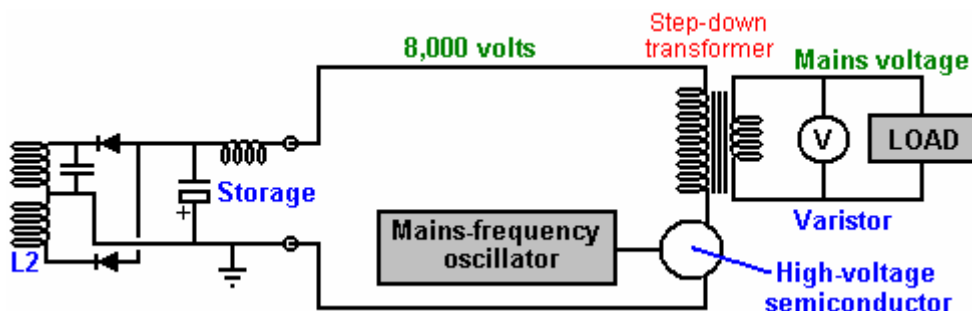 Step-down
transformer
8,000 volts
Mains voltage
V
LOAD
Storage
+
Varistor
Mains-frequency
oscillator
L2
High-voltage
semiconductor